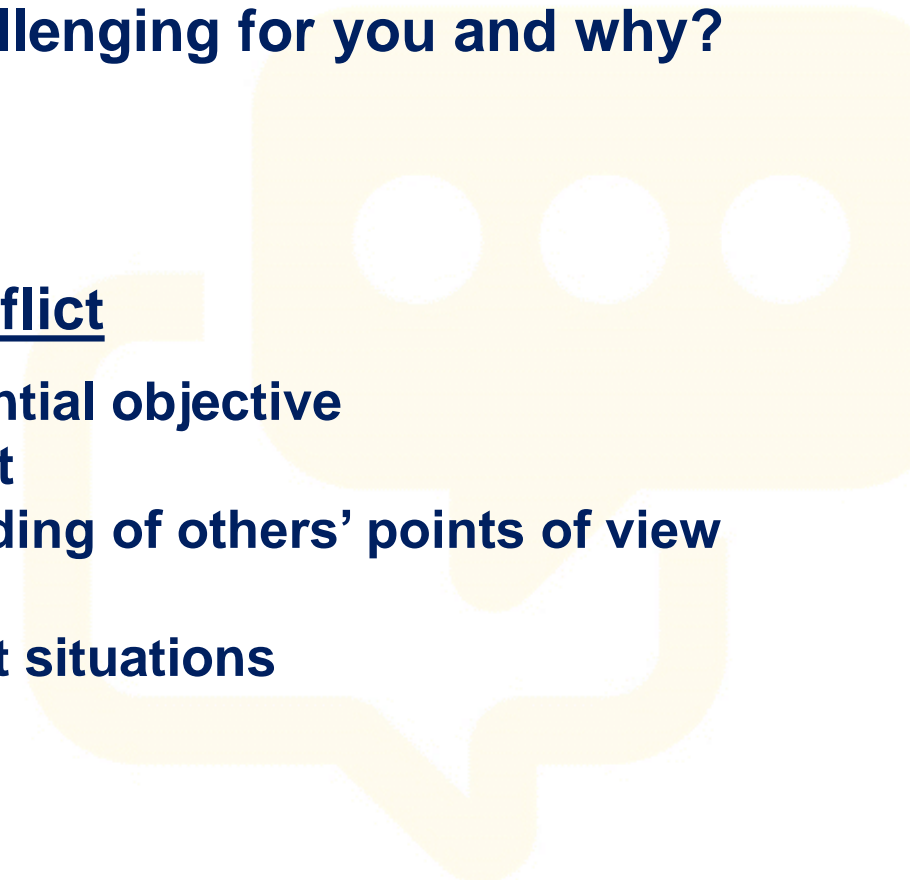 llenging for you and why?
flict
ntial objective
t
ding of others’ points of view
t situations